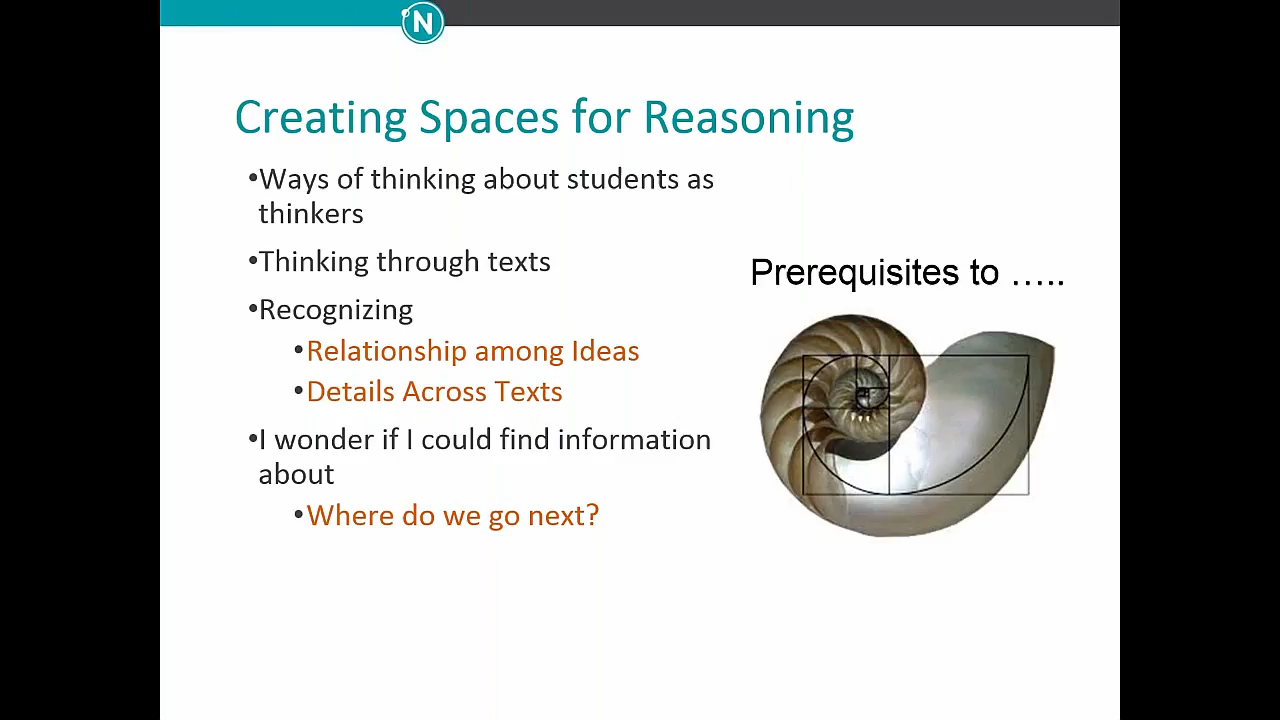 N
Creating Spaces for Reasoning
•Ways of thinking about students as
thinkers
•Thinking through texts
•Recognizing
•Relationship among Ideas
•Details Across Texts
•I wonder if I could find information
about
•Where do we go next?
Prerequisites to …..